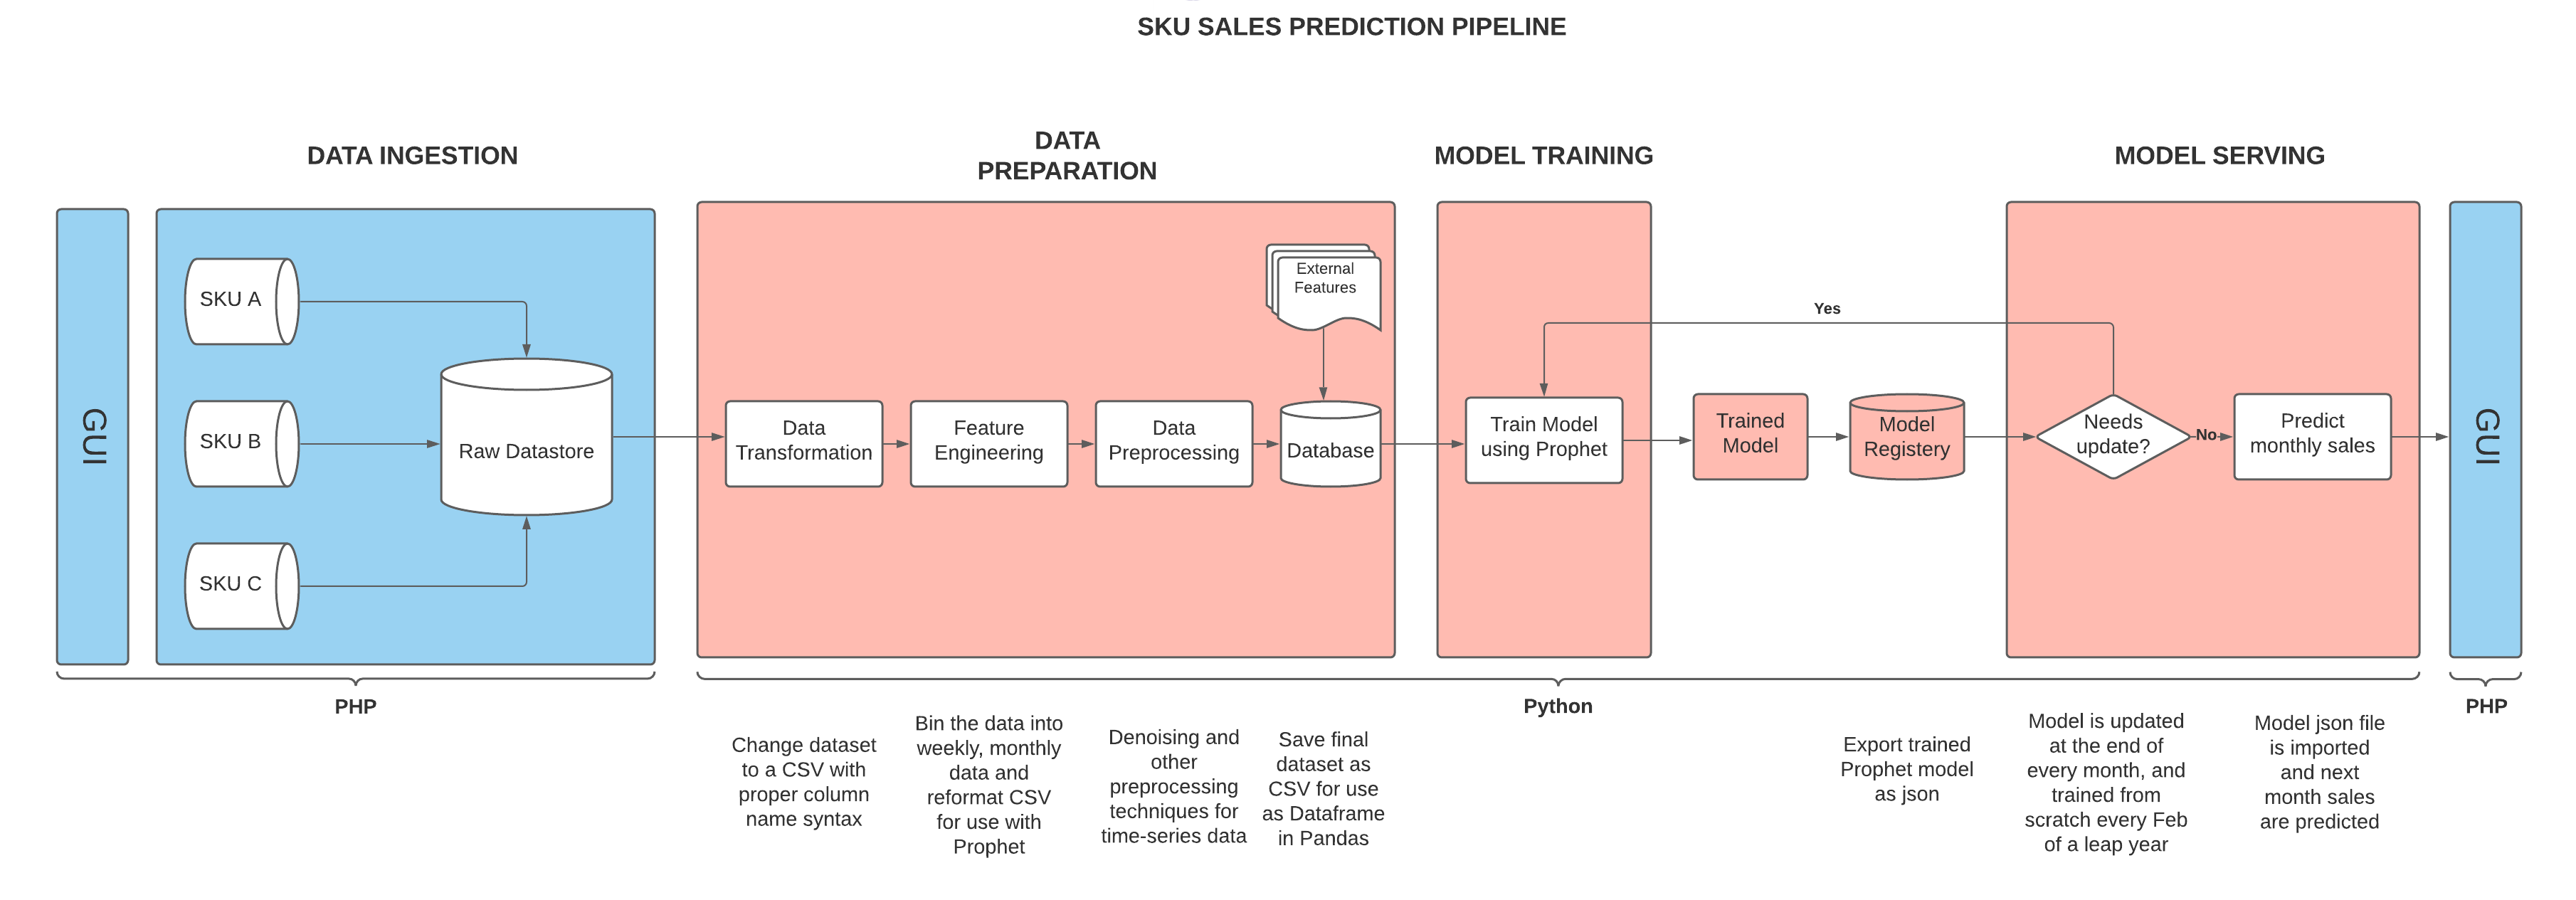 SKU SALES PREDICTION PIPELINE
DATA INGESTION
DATA
PREPARATION
MODEL TRAINING
MODEL SERVING
GUI
SKU A
SKU B
SKU C
Raw Datastore
Data
Transformation
Feature
Engineering
Data
Preprocessing
External
Features
Database
Train Model
using Prophet
Trained
Model
Model
Registery
Yes
Needs
update?
No
Predict
monthly sales
GUI
PHP
Python
PHP
Change dataset
to a CSV with
proper column
name syntax
Bin the data into
weekly, monthly
data and
reformat CSV
for use with
Prophet
Denoising and
other
preprocessing
techniques for
time-series data
Save final
dataset as
CSV for use
as Dataframe
in Pandas
Export trained
Prophet model
as json
Model is updated
at the end of
every month, and
trained from
scratch every Feb
of a leap year
Model json file
is imported
and next
month sales
are predicted